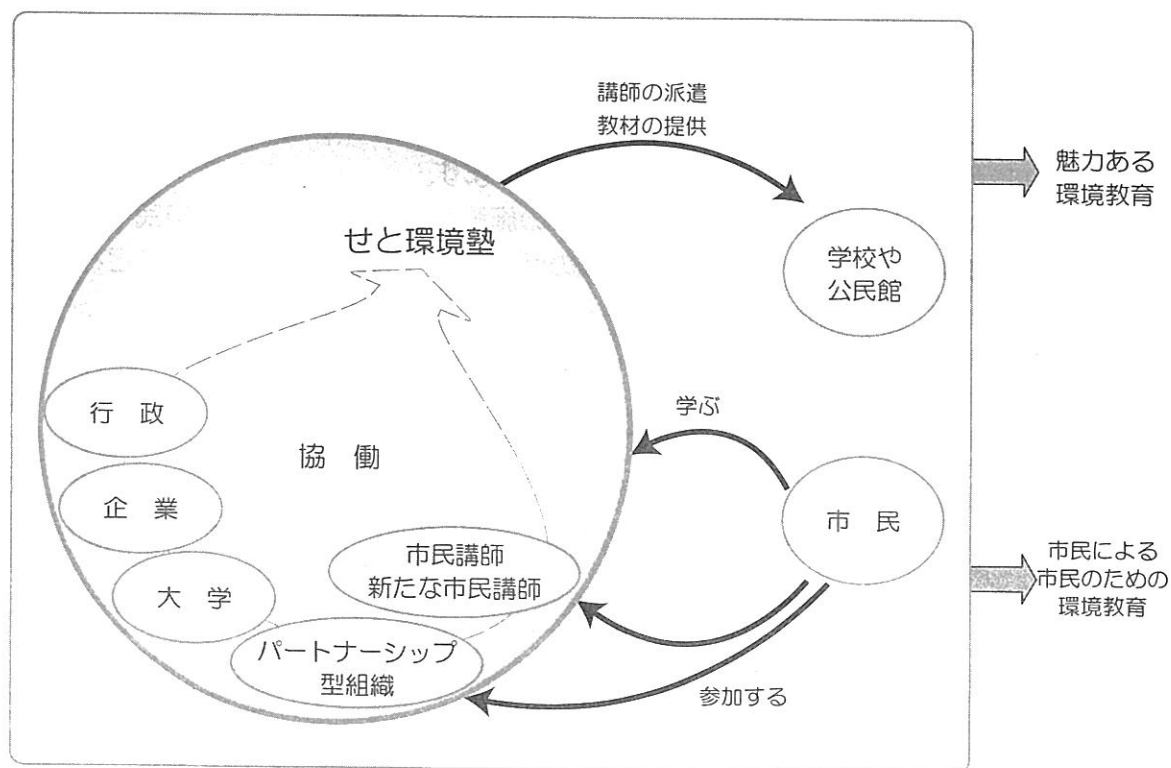 講師の派遣
教材の提供
魅力ある
環境教育
せと環境塾
学校や
公民館
行 政
学ぶ
協 働
企 業
市 民
市民講師
新たな市民講師
市民による
市民のための
環境教育
大 学
パートナーシップ
型組織
参加する